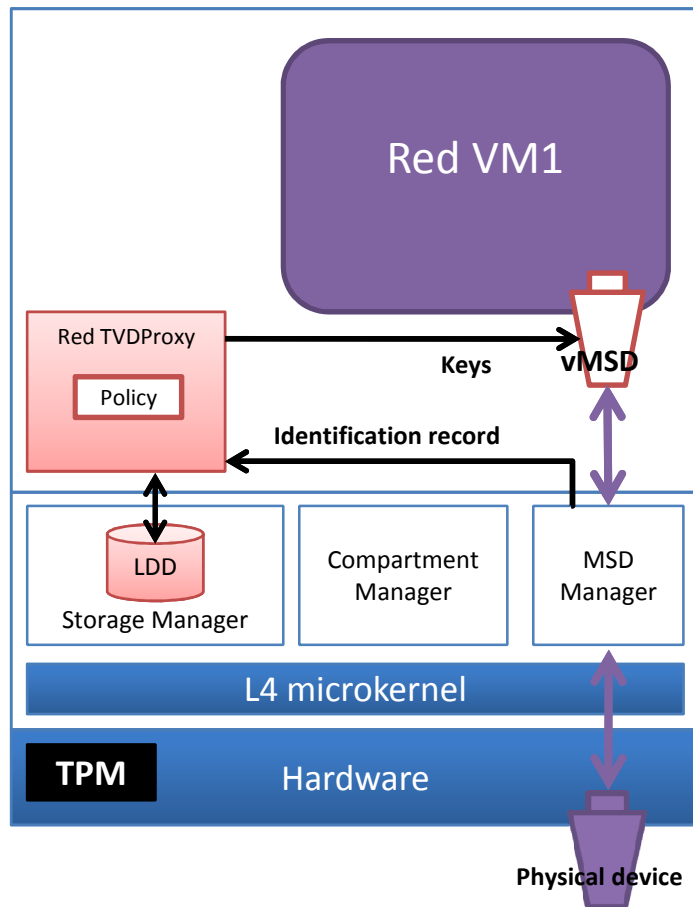 Red VM1
Red TVDProxy
Policy
Keys
vMSD
Identification record
LDD
Storage Manager
Compartment
Manager
MSD
Manager
L4 microkernel
TPM
Hardware
Physical device